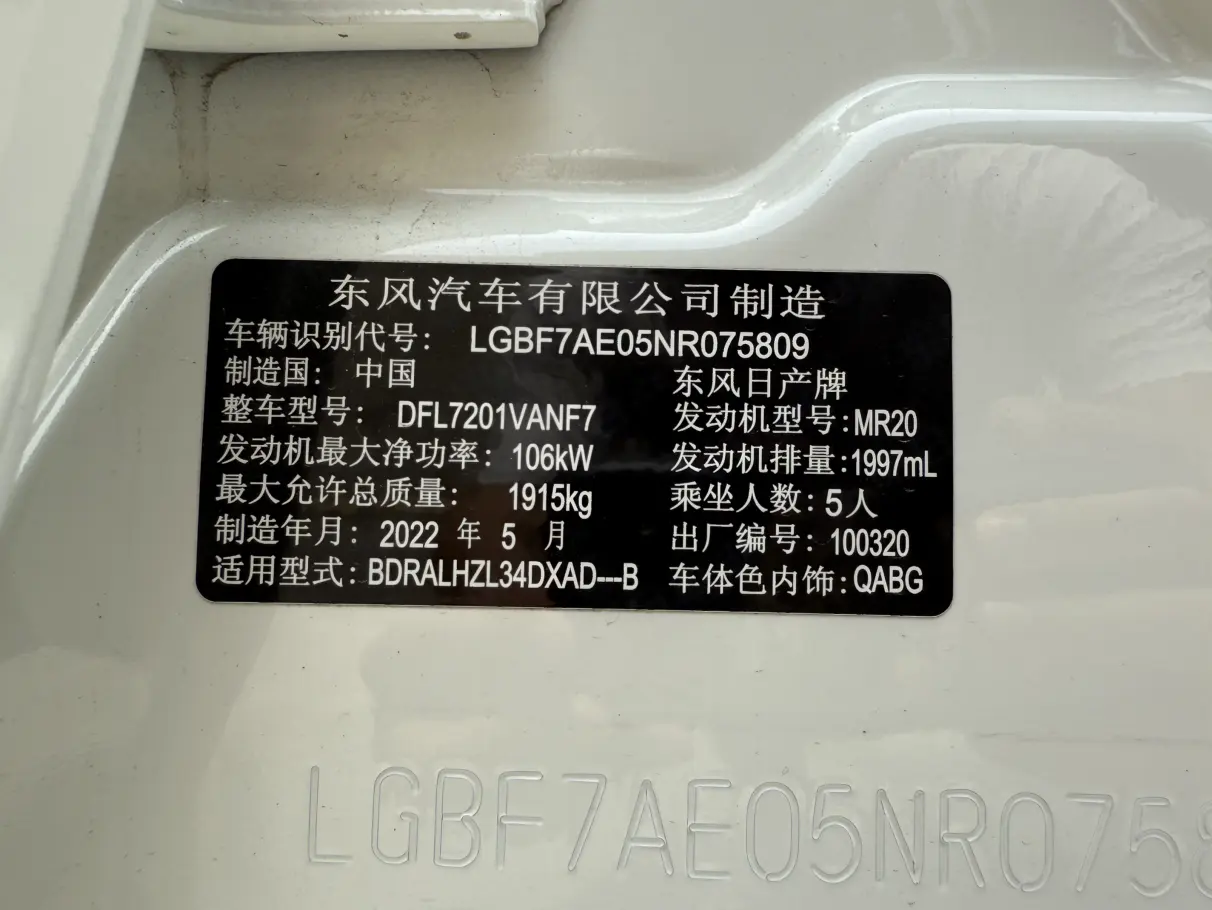 东风汽车有限公司制造
车辆识别代号： LGBF7AE05NR075809
制造国： 中国 东风日产牌
整车型号： DFL7201VANF7 发动机型号:MR20
发动机最大净功率: 106kW 发动机排量:1997mL
最大允许总质量: 1915kg 乘坐人数: 5人
制造年月: 2022 年 5 月 出厂编号: 100320
适用型式: BDRALHZL34DXAD---B 车体色内饰:QABG
LGBF7AE05NR0758